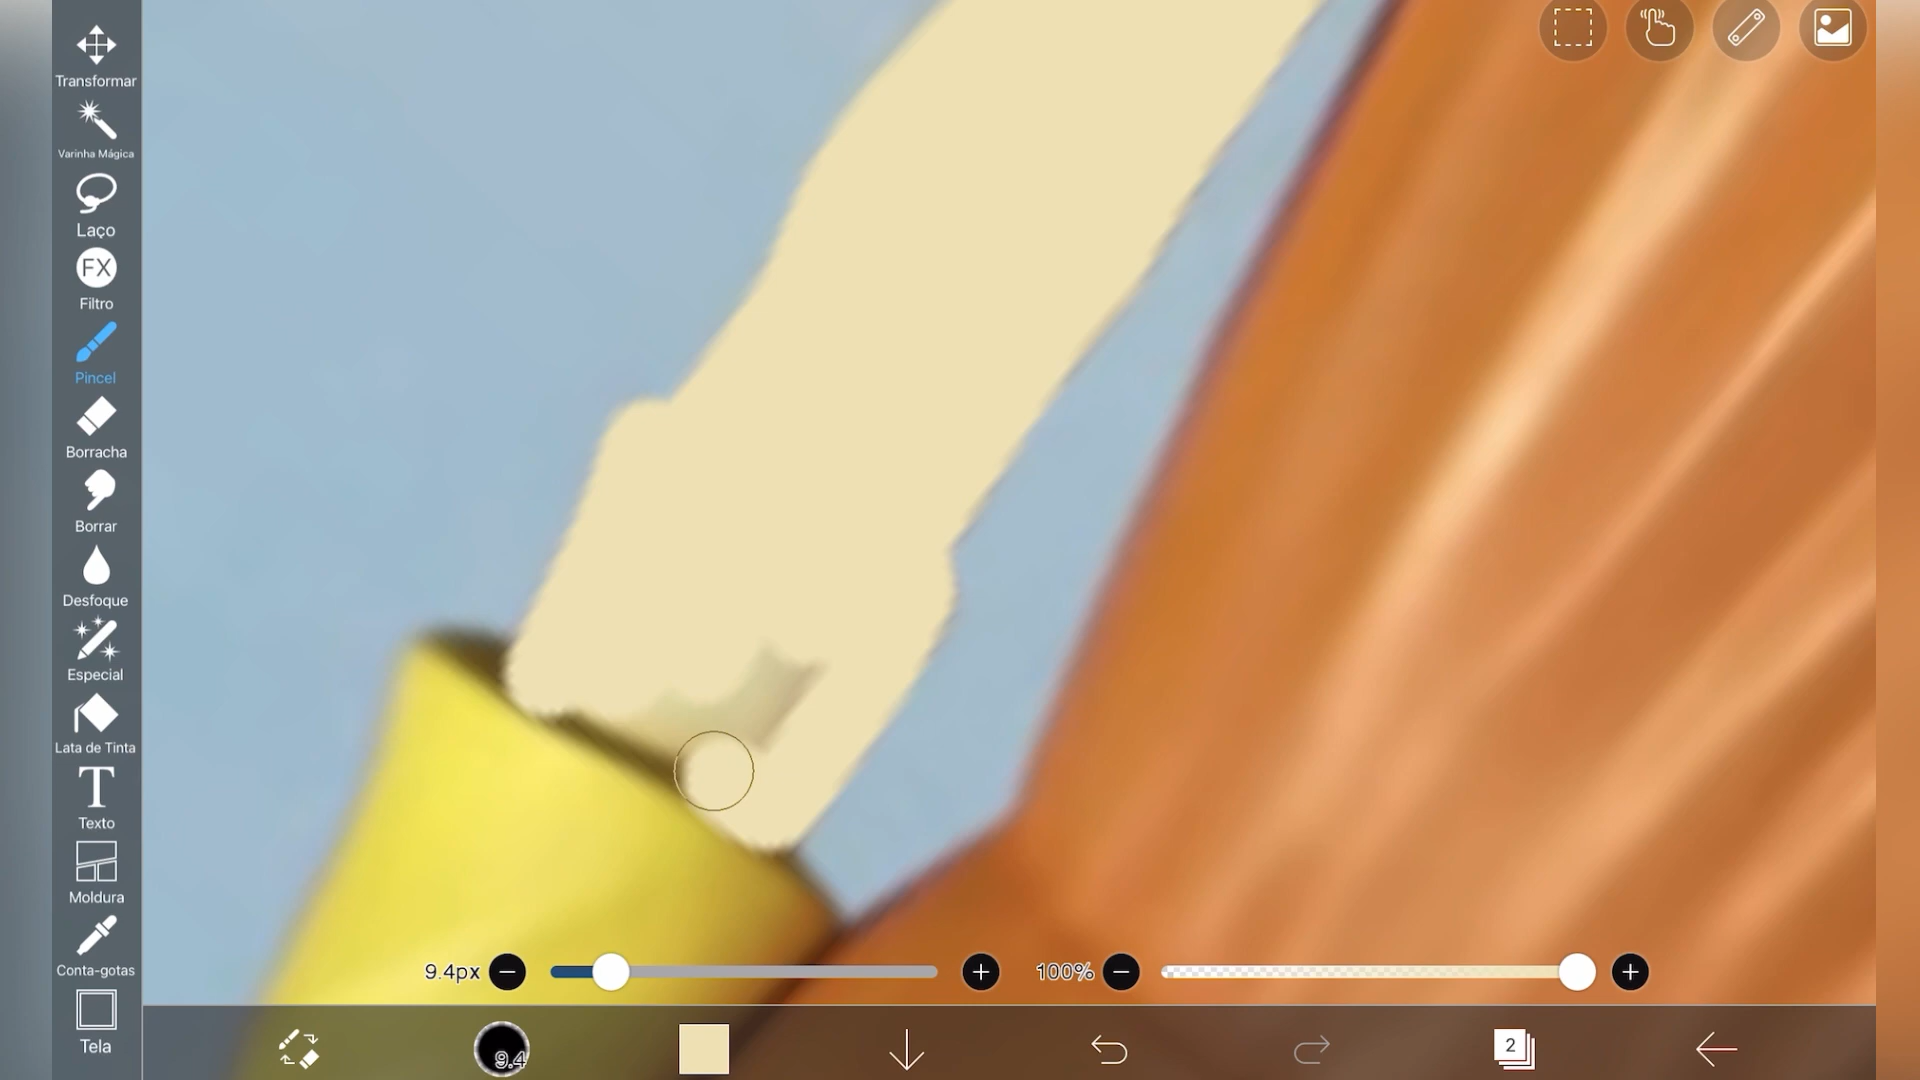 Transformar
Varinha Mágica
Laço
FX
Filtro
Pincel
Borracha
Borrar
Desfoque
Especial
Lata de Tinta
T
Texto
Moldura
Conta-gotas
Tela
9.4px
100%
9.4
2